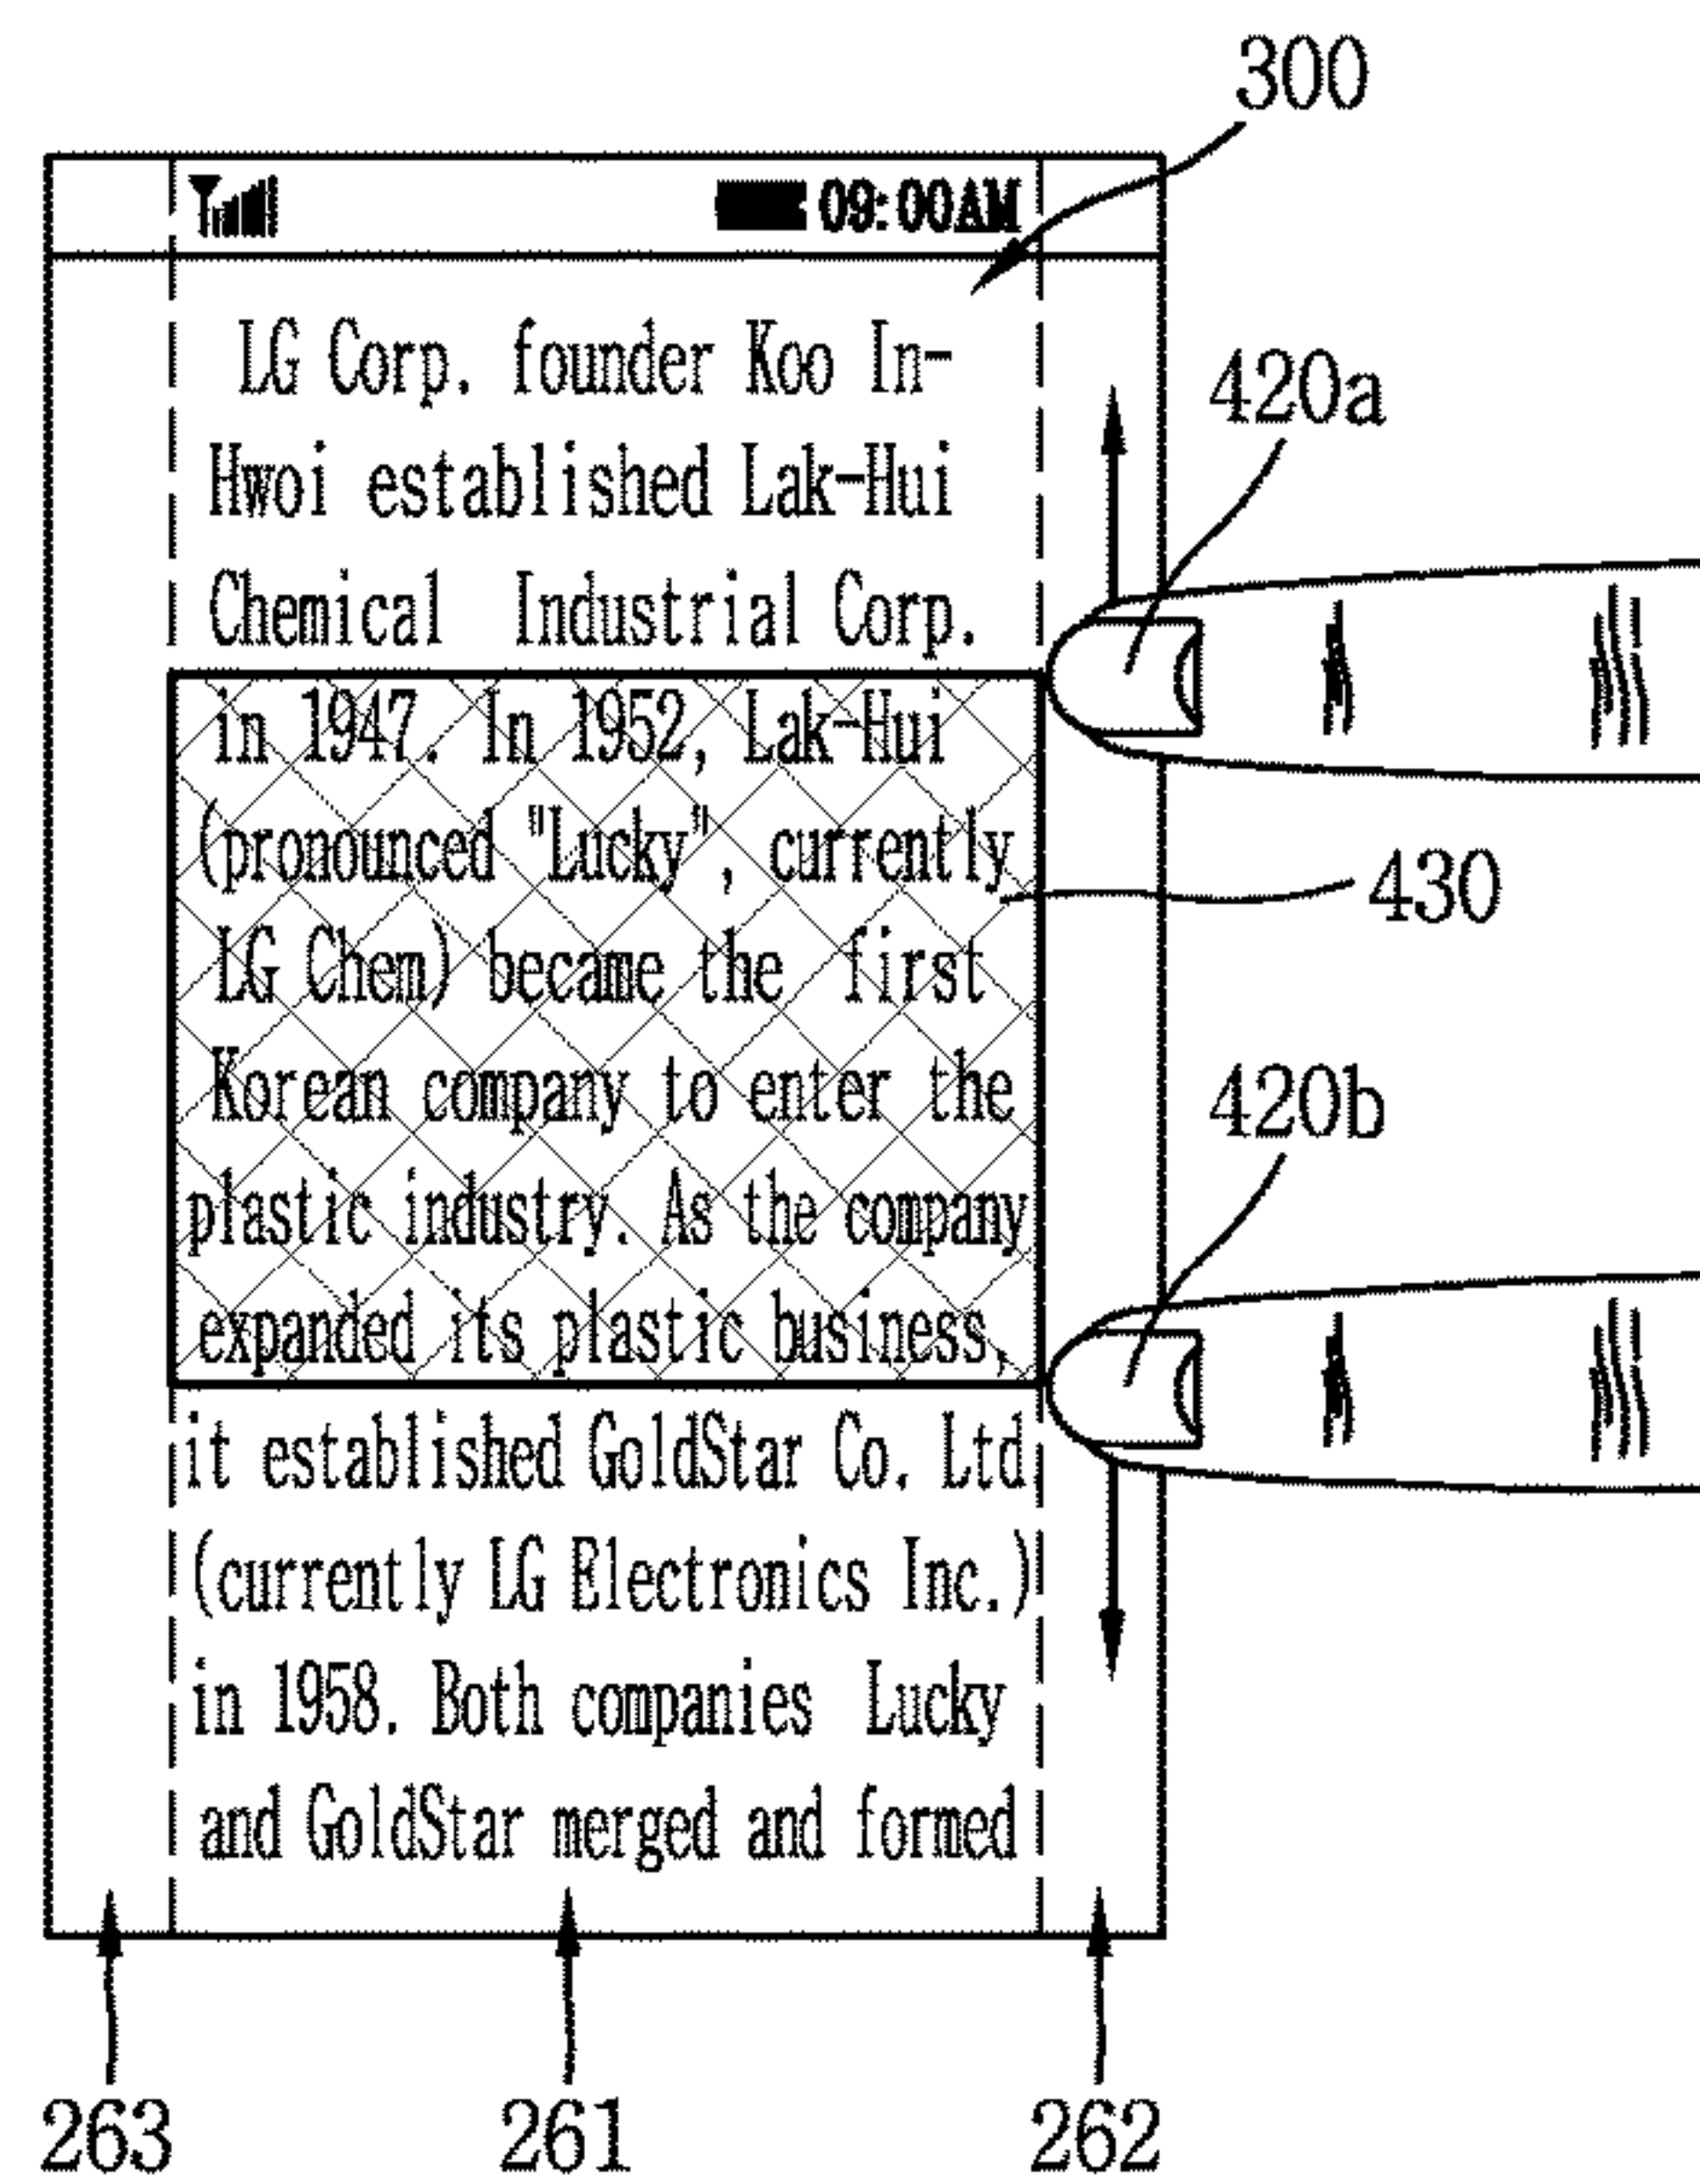 300
09:00AM
LG Corp. founder Koo In-
420a
Hwoi established Lak-Hui
Chemical Industrial Corp.
in 1947. In 1952, Lak-Hui
(pronounced "Lucky", currently
430
LG Chem) became the first
Korean company to enter the
420b
plastic industry. As the company
expanded its plastic business,
it established GoldStar Co. Ltd
(currently LG Electronics Inc.)
in 1958. Both companies Lucky
and GoldStar merged and formed
263 261 262